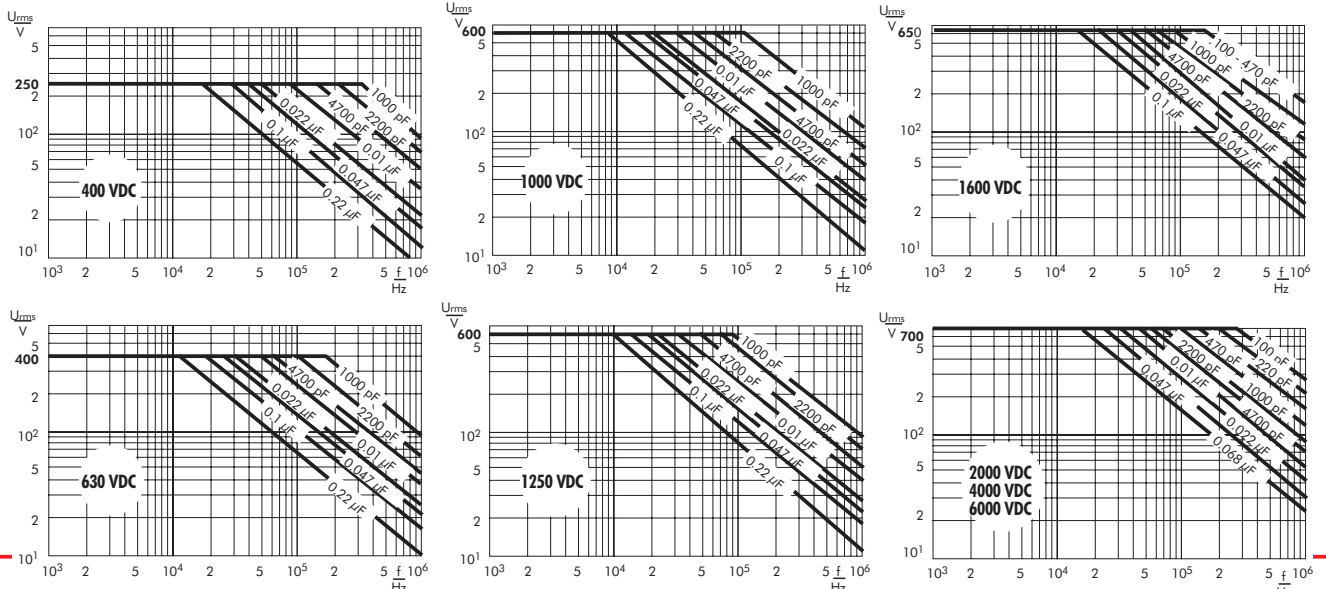 Urms
V
5
250
2
10²
5
2
10¹
400 VDC
1000 pF
2200 pF
4700 pF
0.01 µF
0.022 µF
0.047 µF
0.1 µF
0.22 µF
10³ 2 5 10⁴ 2 5 10⁵ 2 5 f 10⁶
Hz
Urms
V
600
5
2
10²
5
2
10¹
1000 VDC
1000 pF
2200 pF
0.01 µF
4700 pF
0.047 µF
0.022 µF
0.22 µF
0.1 µF
10³ 2 5 10⁴ 2 5 10⁵ 2 5 f 10⁶
Hz
Urms
V
650
5
2
10²
5
2
10¹
1600 VDC
100 - 470 pF
1000 pF
4700 pF
2200 pF
0.022 µF
0.01 µF
0.1 µF
0.047 µF
10³ 2 5 10⁴ 2 5 10⁵ 2 5 f 10⁶
Hz
Urms
V
400
5
2
10²
5
2
10¹
630 VDC
1000 pF
4700 pF
2200 pF
0.022 µF
0.01 µF
0.1 µF
0.047 µF
0.22 µF
10³ 2 5 10⁴ 2 5 10⁵ 2 5 f 10⁶
Hz
Urms
V
600
5
2
10²
5
2
10¹
1250 VDC
1000 pF
4700 pF
2200 pF
0.022 µF
0.01 µF
0.1 µF
0.047 µF
0.22 µF
10³ 2 5 10⁴ 2 5 10⁵ 2 5 f 10⁶
Hz
Urms
V
700
5
2
10²
5
2
10¹
2000 VDC
4000 VDC
6000 VDC
100 pF
470 pF
220 pF
2200 pF
0.01 µF
1000 pF
0.047 µF
4700 pF
0.022 µF
0.068 µF
10³ 2 5 10⁴ 2 5 10⁵ 2 5 f 10⁶
Hz